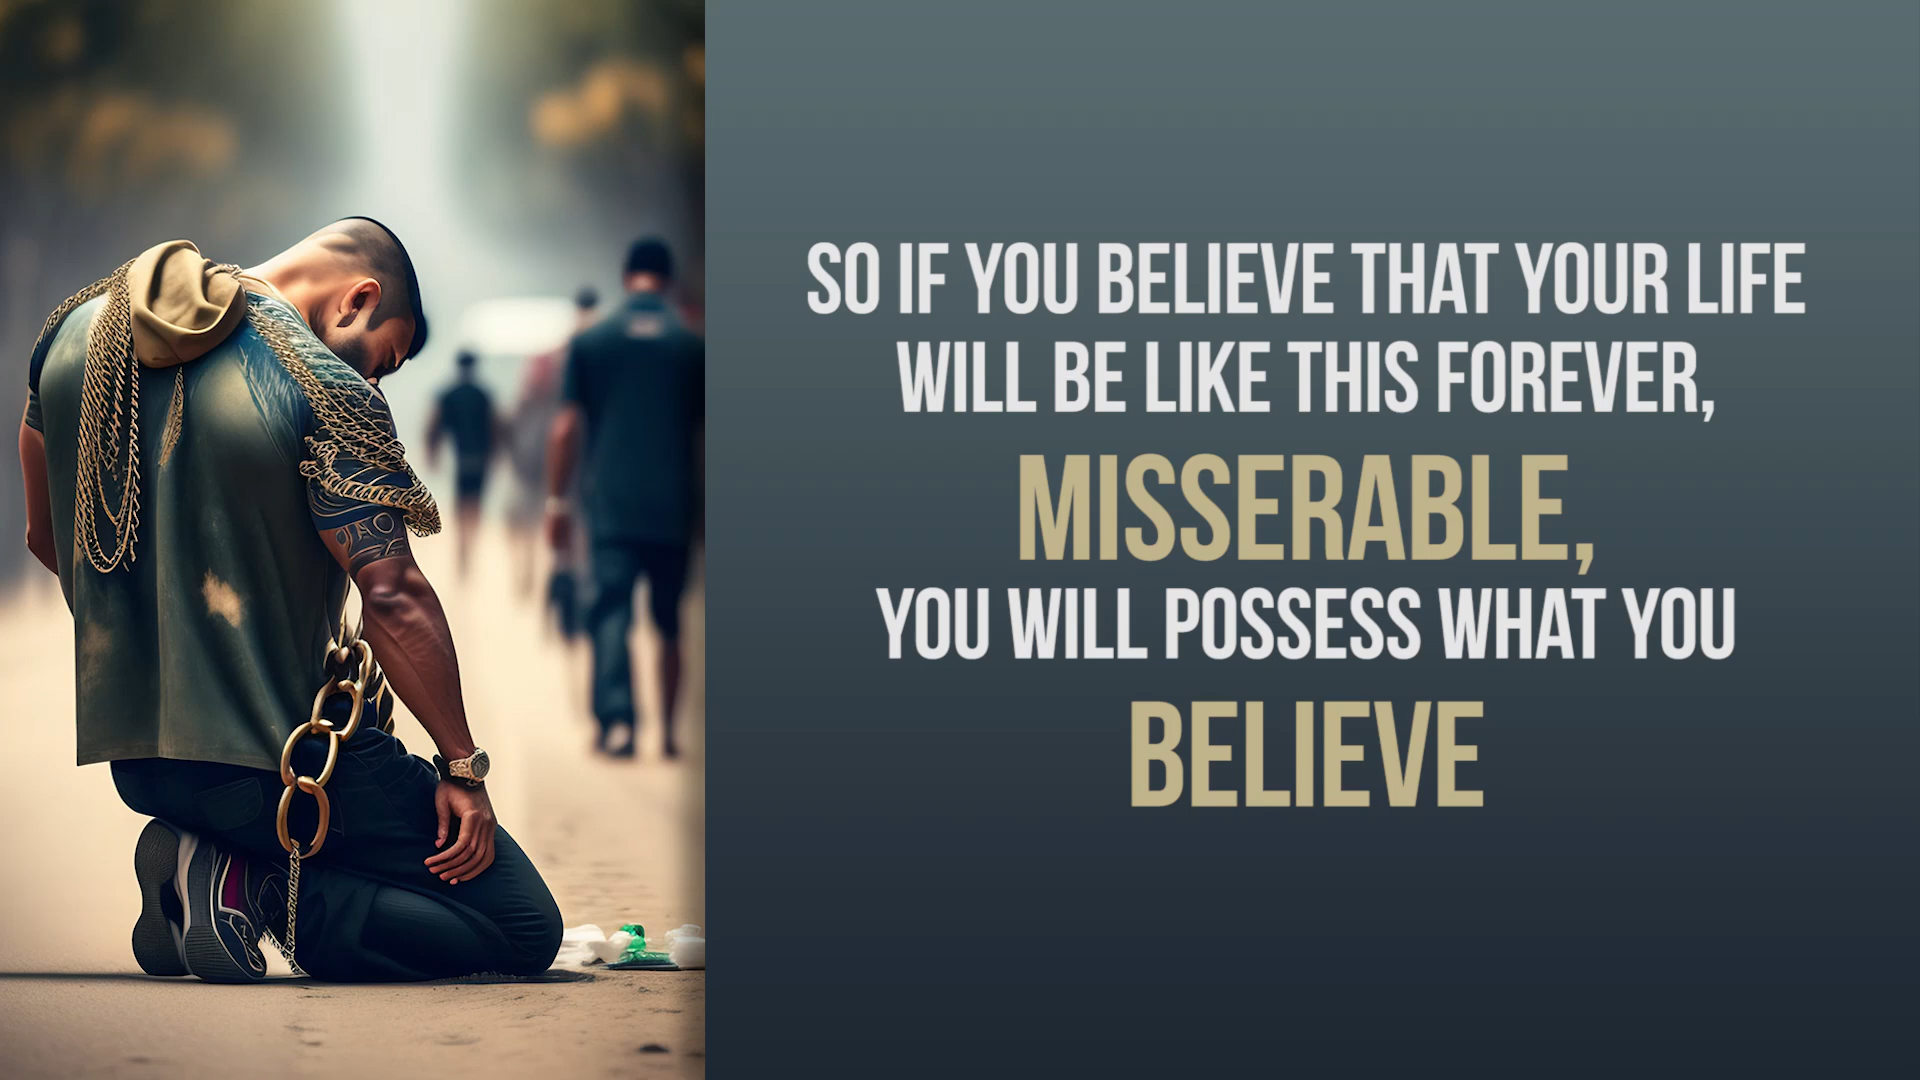 SO IF YOU BELIEVE THAT YOUR LIFE
WILL BE LIKE THIS FOREVER,
MISSERABLE,
YOU WILL POSSESS WHAT YOU
BELIEVE